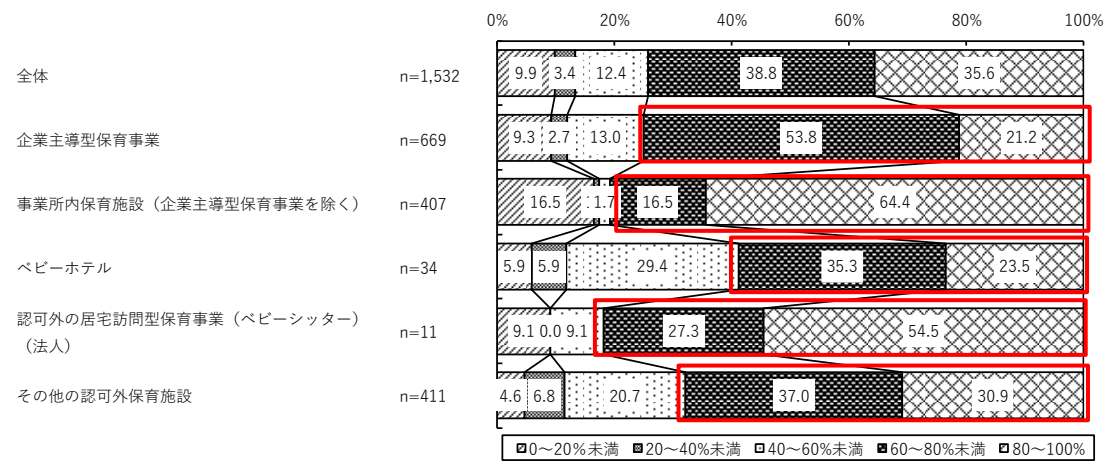 0% 20% 40% 60% 80% 100%
全体 n=1,532 9.9 3.4 12.4 38.8 35.6
企業主導型保育事業 n=669 9.3 2.7 13.0 53.8 21.2
事業所内保育施設（企業主導型保育事業を除く） n=407 16.5 1.7 16.5 64.4
ベビーホテル n=34 5.9 5.9 29.4 35.3 23.5
認可外の居宅訪問型保育事業（ベビーシッター）
（法人） n=11 9.1 0.0 9.1 27.3 54.5
その他の認可外保育施設 n=411 4.6 6.8 20.7 37.0 30.9
0～20%未満 20～40%未満 40～60%未満 60～80%未満 80～100%